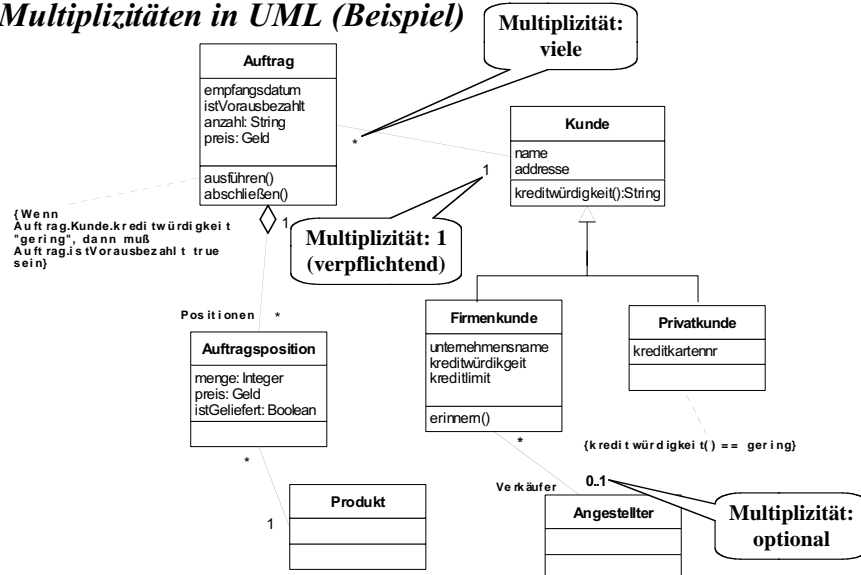 Multiplizitäten in UML (Beispiel)
Multiplizität:
viele
Auftrag
empfangsdatum
istVorausbezahlt
anzahl: String
preis: Geld
ausführen()
abschließen()
*
Kunde
name
addresse
kreditwürdigkeit():String
1
{Wenn
Auftrag.Kunde.kreditwürdigkeit
"gering", dann muß
Auftrag.istVorausbezahlt true
sein}
1
Multiplizität: 1
(verpflichtend)
Positionen *
Auftragsposition
menge: Integer
preis: Geld
istGeliefert: Boolean
Firmenkunde
unternehmensname
kreditwürdikgeit
kreditlimit
erinnern()
Privatkunde
kreditkartennr
{kreditwürdigkeit() == gering}
*
*
Verkäufer 0..1
Produkt
1
Angestellter
Multiplizität:
optional